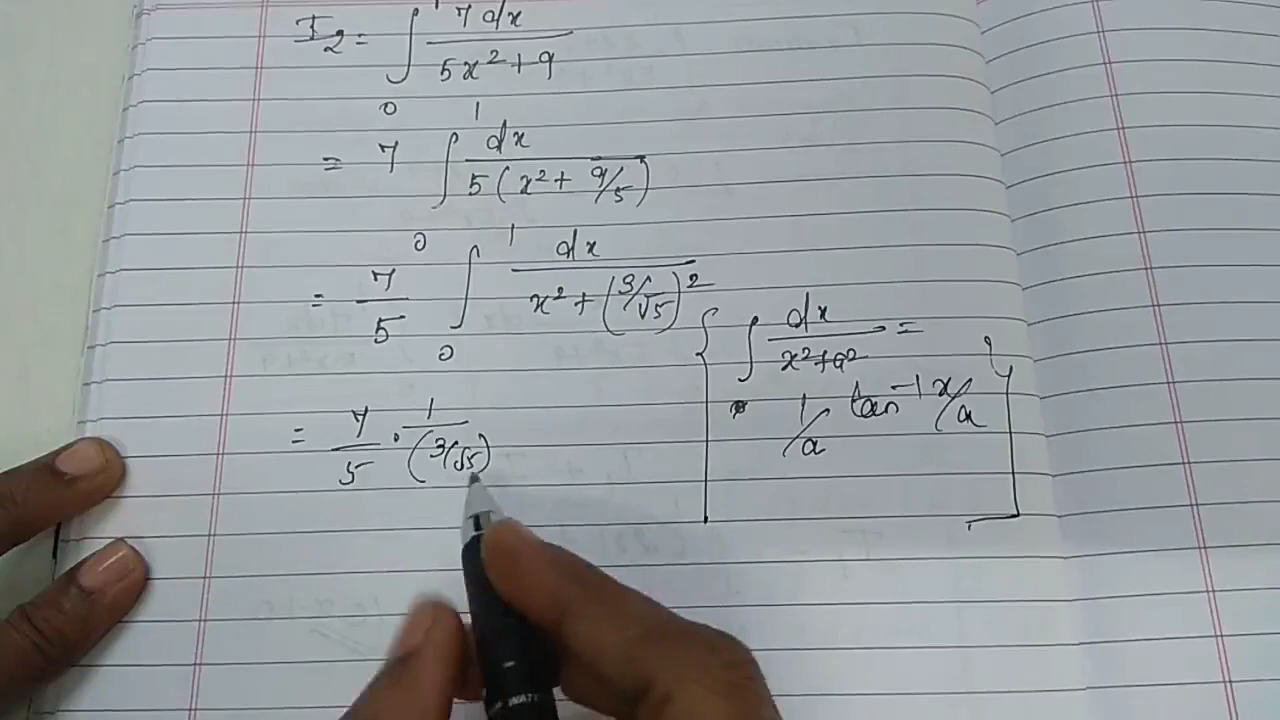 I₂ = ∫₀¹ 7 dx / 5x² + 9
= 7 ∫₀¹ dx / 5 ( x² + 9/5 )
= 7/5 ∫₀¹ dx / x² + (3/√5)²
{ ∫ dx / x² + a² =
1/a tan⁻¹ x/a }
= 7/5 · 1 / (3/√5)